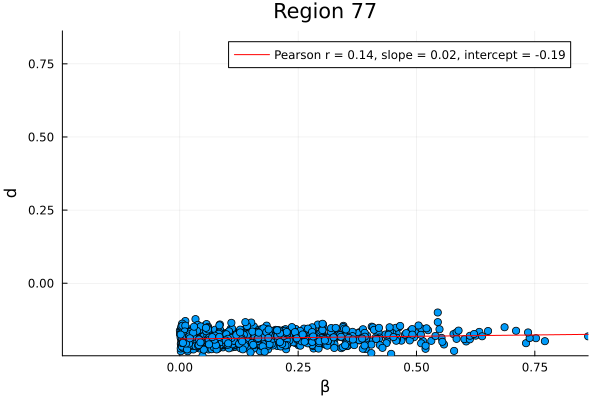 Region 77
Pearson r = 0.14, slope = 0.02, intercept = -0.19
0.75
0.50
0.25
0.00
d
0.00 0.25 0.50 0.75
β